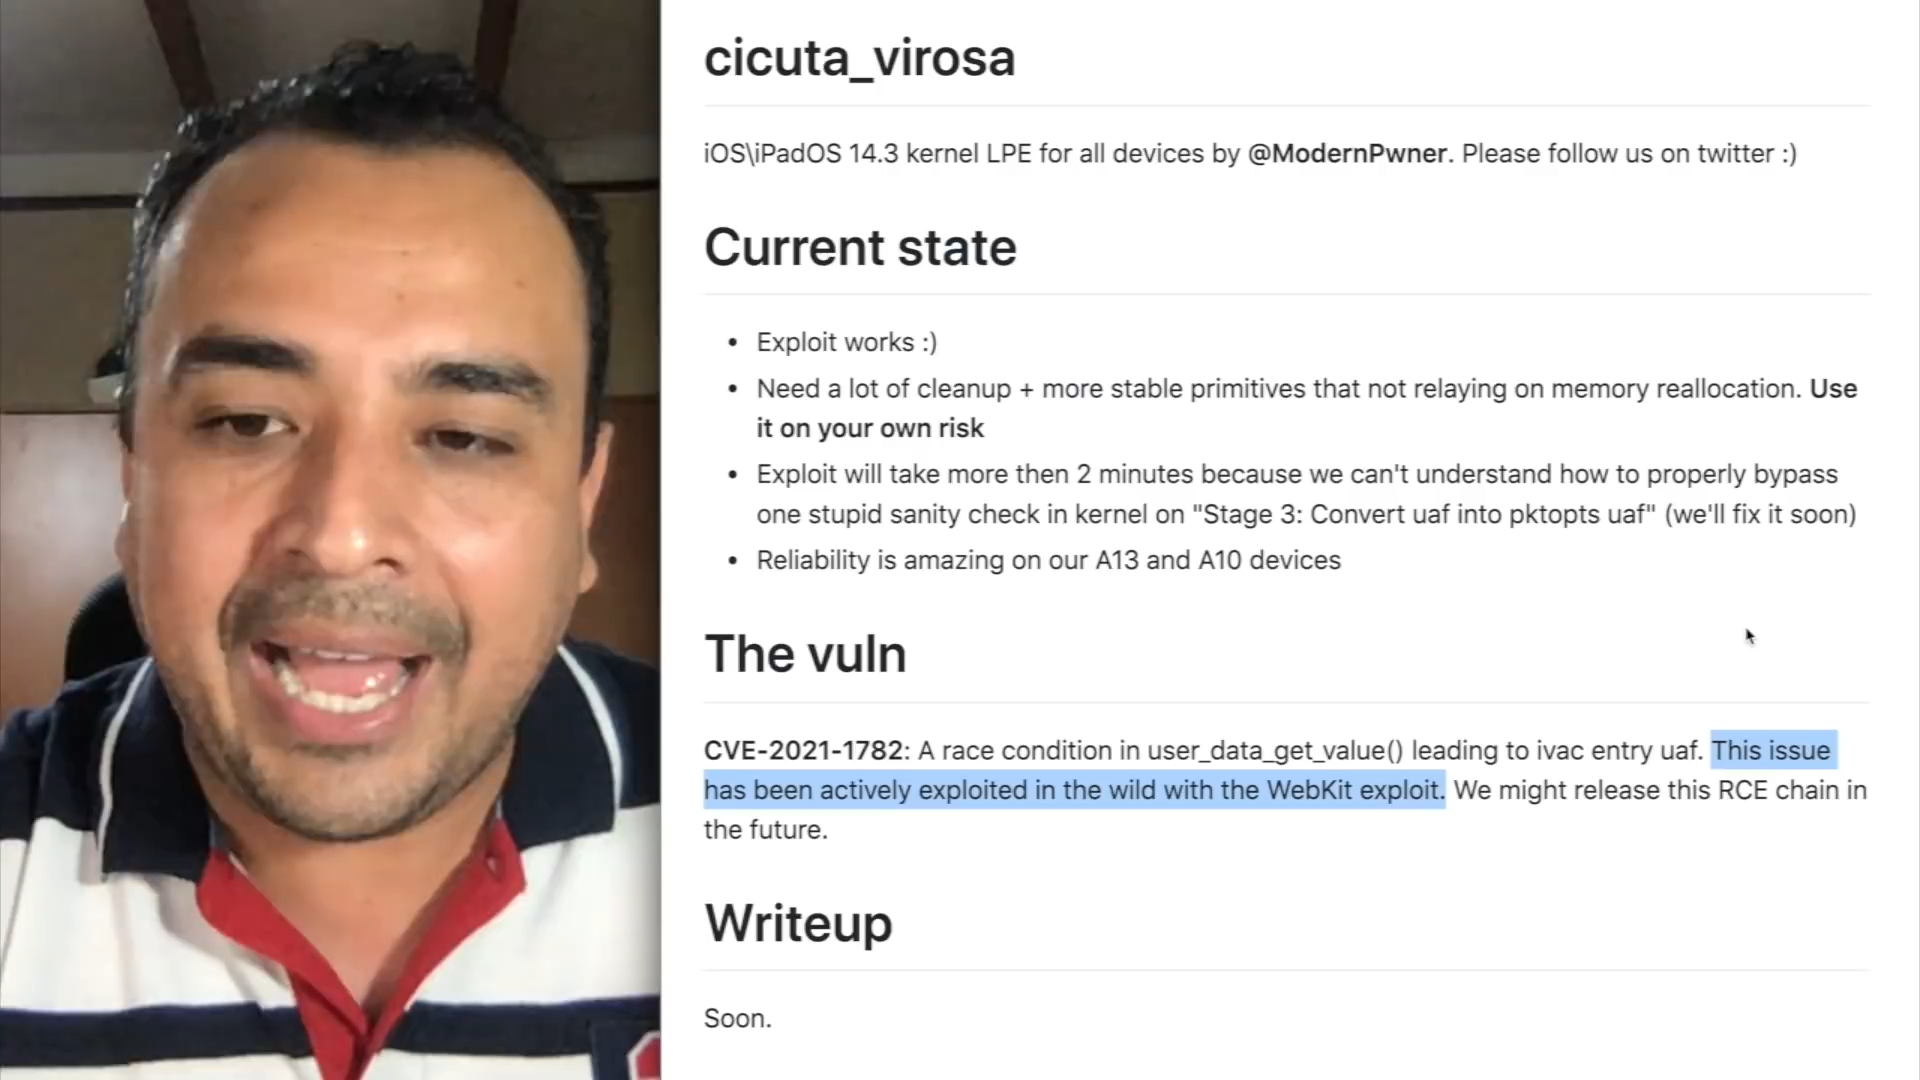 cicuta_virosa
iOS\iPadOS 14.3 kernel LPE for all devices by @ModernPwner. Please follow us on twitter :)
Current state
• Exploit works :)
• Need a lot of cleanup + more stable primitives that not relaying on memory reallocation. Use
it on your own risk
• Exploit will take more then 2 minutes because we can't understand how to properly bypass
one stupid sanity check in kernel on "Stage 3: Convert uaf into pktopts uaf" (we'll fix it soon)
• Reliability is amazing on our A13 and A10 devices
The vuln
CVE-2021-1782: A race condition in user_data_get_value() leading to ivac entry uaf. This issue
has been actively exploited in the wild with the WebKit exploit. We might release this RCE chain in
the future.
Writeup
Soon.